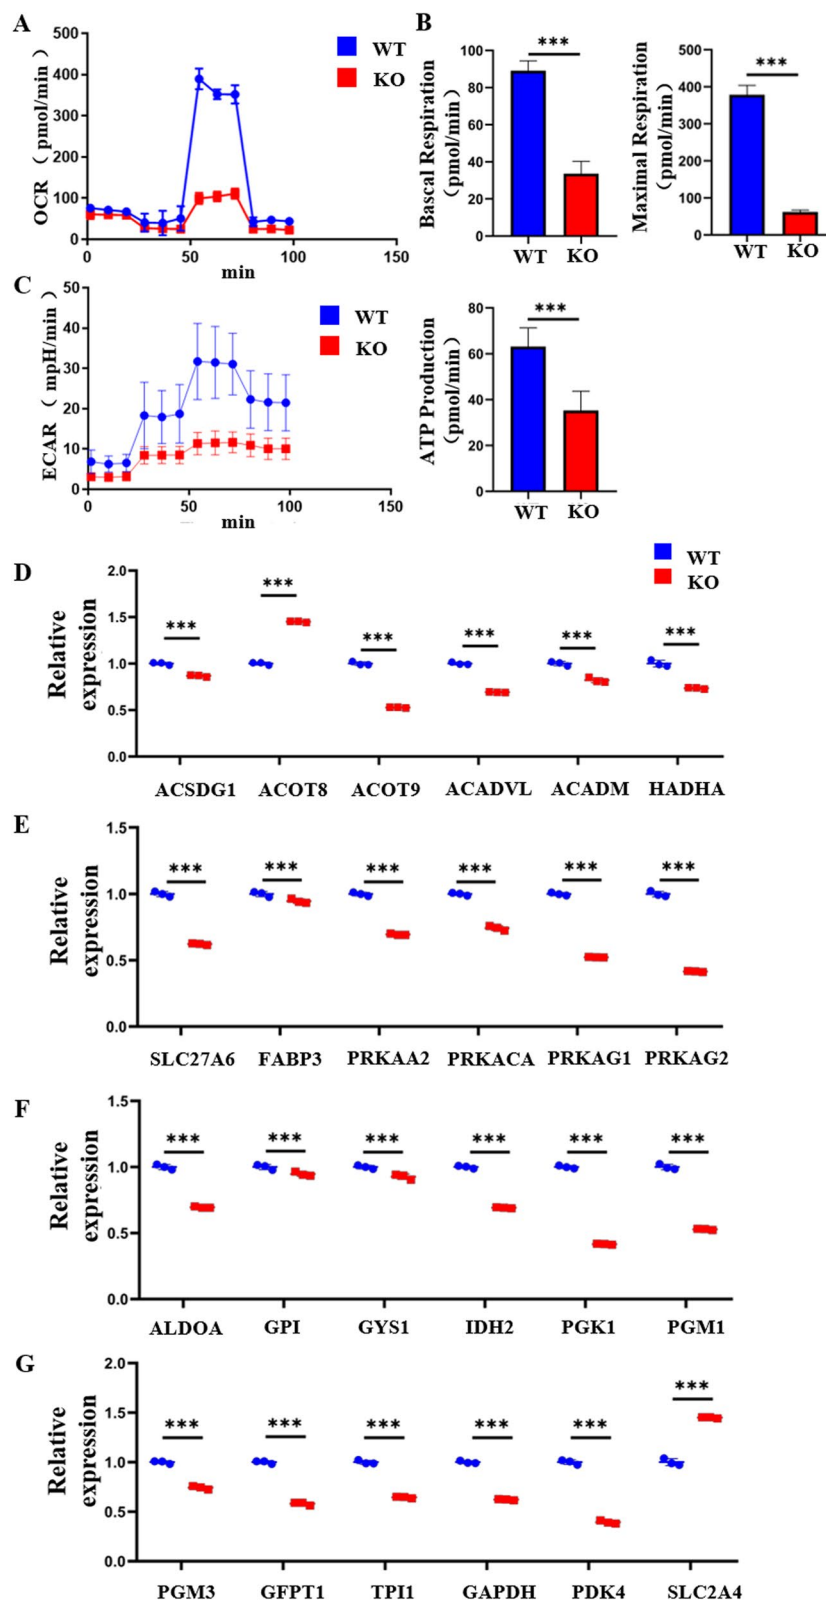 A
OCR ( pmol/min )
500
400
300
200
100
0
0
50
100
150
min
WT
KO
B
Bascal Respiration
(pmol/min)
100
80
60
40
20
0
***
WT KO
Maximal Respiration
(pmol/min)
500
400
300
200
100
0
***
WT KO
C
ECAR ( mpH/min )
50
40
30
20
10
0
0
50
100
150
min
WT
KO
ATP Production
(pmol/min)
80
60
40
20
0
***
WT KO
WT
KO
D
Relative
expression
2.0
1.5
1.0
0.5
0.0
*** *** *** *** *** ***
ACSDG1 ACOT8 ACOT9 ACADVL ACADM HADHA
E
Relative
expression
1.5
1.0
0.5
0.0
*** *** *** *** *** ***
SLC27A6 FABP3 PRKAA2 PRKACA PRKAG1 PRKAG2
F
Relative
expression
1.5
1.0
0.5
0.0
*** *** *** *** *** ***
ALDOA GPI GYS1 IDH2 PGK1 PGM1
G
Relative
expression
2.0
1.5
1.0
0.5
0.0
*** *** *** *** *** ***
PGM3 GFPT1 TPI1 GAPDH PDK4 SLC2A4